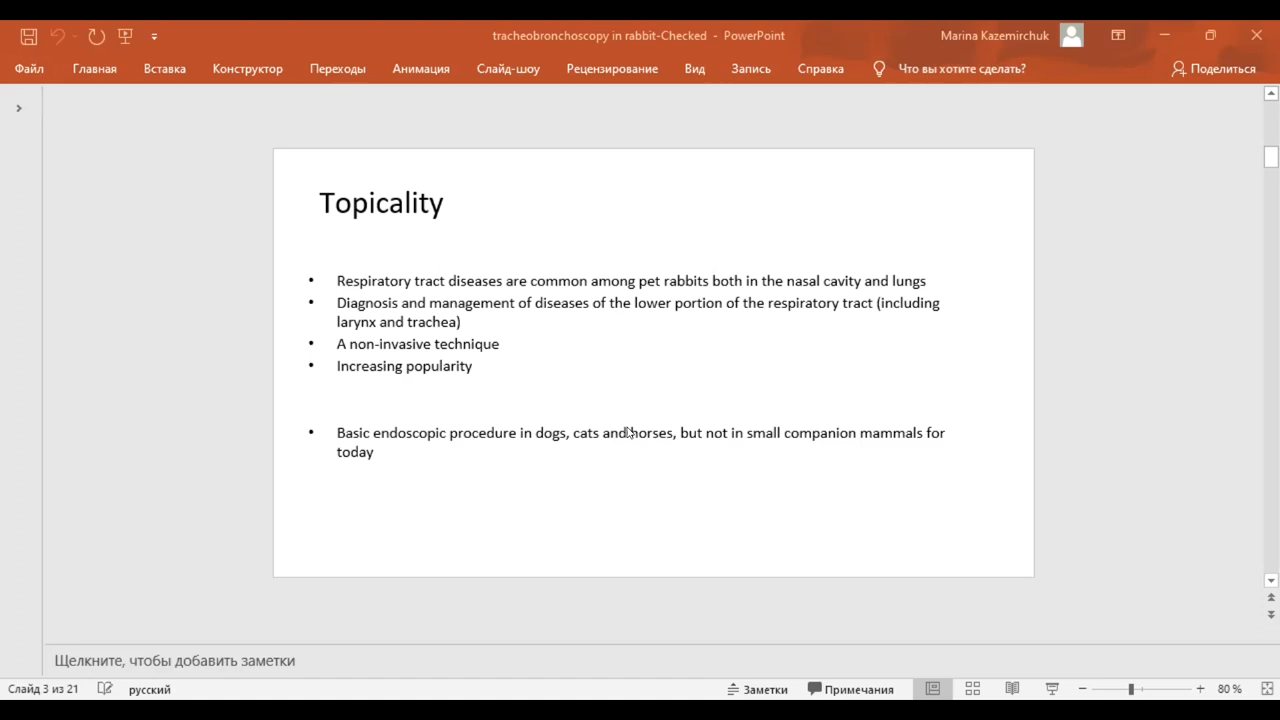 tracheobronchoscopy in rabbit-Checked - PowerPoint
Marina Kazemirchuk
Файл Главная Вставка Конструктор Переходы Анимация Слайд-шоу Рецензирование Вид Запись Справка Что вы хотите сделать? Поделиться
Topicality
• Respiratory tract diseases are common among pet rabbits both in the nasal cavity and lungs
• Diagnosis and management of diseases of the lower portion of the respiratory tract (including
larynx and trachea)
• A non-invasive technique
• Increasing popularity
• Basic endoscopic procedure in dogs, cats and horses, but not in small companion mammals for
today
Щелкните, чтобы добавить заметки
Слайд 3 из 21 русский Заметки Примечания 80 %